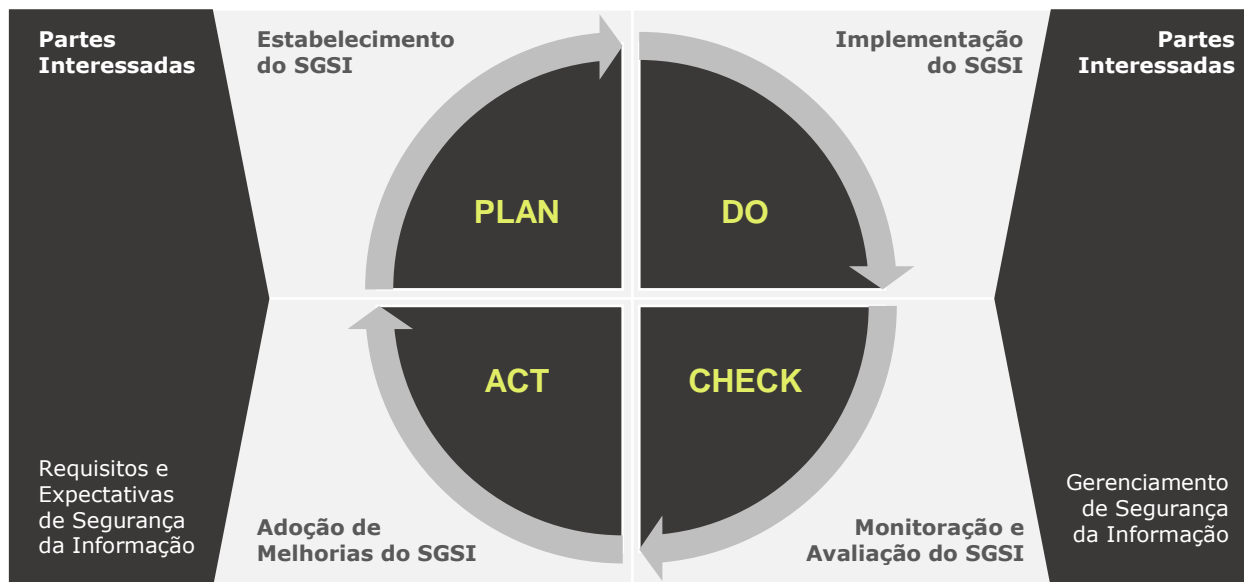 Partes
Interessadas
Requisitos e
Expectativas
de Segurança
da Informação
Estabelecimento
do SGSI
PLAN
Implementação
do SGSI
DO
ACT
Adoção de
Melhorias do SGSI
CHECK
Monitoração e
Avaliação do SGSI
Partes
Interessadas
Gerenciamento
de Segurança
da Informação